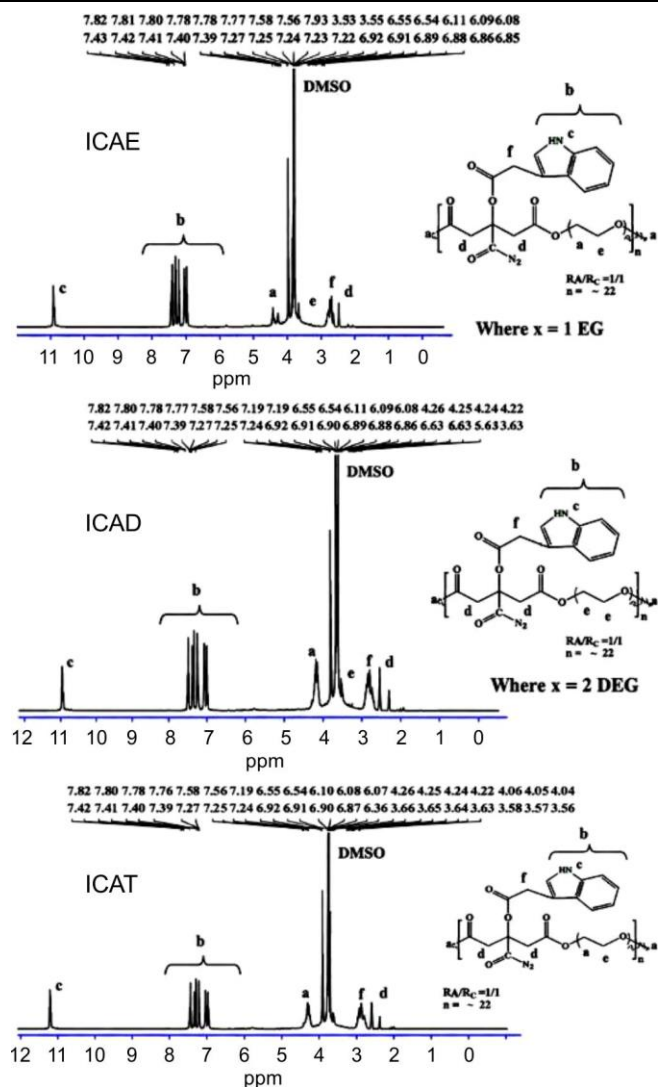 7.82 7.81 7.80 7.78 7.78 7.77 7.58 7.56 7.93 3.53 3.55 6.55 6.54 6.11 6.09 6.08
7.43 7.42 7.41 7.40 7.39 7.27 7.25 7.24 7.23 7.22 6.92 6.91 6.89 6.88 6.86 6.85
DMSO
ICAE
b
c
a
e
f
d
11 10 9 8 7 6 5 4 3 2 1 0
ppm
b
HN c
f
O
O O O
O
a
d d
O C N₂
a e
n
RA/RC =1/1
n = ~ 22
Where x = 1 EG
7.82 7.80 7.78 7.77 7.58 7.56 7.19 7.19 6.55 6.54 6.11 6.09 6.08 4.26 4.25 4.24 4.22
7.42 7.41 7.40 7.39 7.27 7.25 7.24 6.92 6.91 6.90 6.89 6.88 6.86 6.63 6.63 5.63 3.63
DMSO
ICAD
b
c
a
e
f
d
12 11 10 9 8 7 6 5 4 3 2 1 0
ppm
b
HN c
f
O
O O O
O
a
d d
O C N₂
e e
n
RA/RC =1/1
n = ~ 22
Where x = 2 DEG
7.82 7.80 7.78 7.76 7.58 7.56 7.19 6.55 6.54 6.10 6.08 6.07 4.26 4.25 4.24 4.22 4.06 4.05 4.04
7.42 7.41 7.40 7.39 7.27 7.25 7.24 6.92 6.91 6.90 6.87 6.36 3.66 3.65 3.64 3.63 3.58 3.57 3.56
DMSO
ICAT
b
c
a
f
d
12 11 10 9 8 7 6 5 4 3 2 1 0
ppm
b
HN c
f
O
O O O
O
a
d d
O C N₂
a e
n
RA/RC =1/1
n = ~ 22